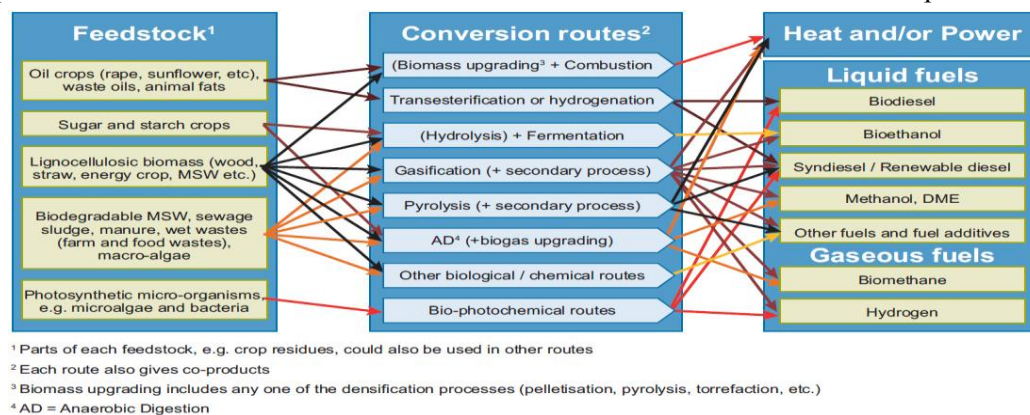 Feedstock¹
Oil crops (rape, sunflower, etc),
waste oils, animal fats
Sugar and starch crops
Lignocellulosic biomass (wood,
straw, energy crop, MSW etc.)
Biodegradable MSW, sewage
sludge, manure, wet wastes
(farm and food wastes),
macro-algae
Photosynthetic micro-organisms,
e.g. microalgae and bacteria
Conversion routes²
(Biomass upgrading³ + Combustion
Transesterification or hydrogenation
(Hydrolysis) + Fermentation
Gasification (+ secondary process)
Pyrolysis (+ secondary process)
AD⁴ (+biogas upgrading)
Other biological / chemical routes
Bio-photochemical routes
Heat and/or Power
Liquid fuels
Biodiesel
Bioethanol
Syndiesel / Renewable diesel
Methanol, DME
Other fuels and fuel additives
Gaseous fuels
Biomethane
Hydrogen
¹ Parts of each feedstock, e.g. crop residues, could also be used in other routes
² Each route also gives co-products
³ Biomass upgrading includes any one of the densification processes (pelletisation, pyrolysis, torrefaction, etc.)
⁴ AD = Anaerobic Digestion